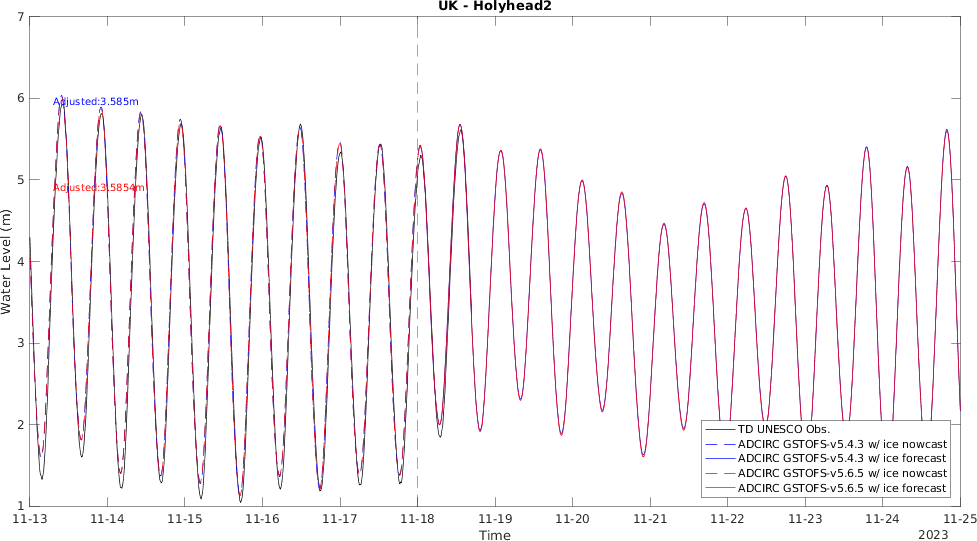 UK - Holyhead2
7
6
5
4
3
2
1
Water Level (m)
Adjusted:3.585m
Adjusted:3.5854m
TD UNESCO Obs.
ADCIRC GSTOFS-v5.4.3 w/ ice nowcast
ADCIRC GSTOFS-v5.4.3 w/ ice forecast
ADCIRC GSTOFS-v5.6.5 w/ ice nowcast
ADCIRC GSTOFS-v5.6.5 w/ ice forecast
11-13 11-14 11-15 11-16 11-17 11-18 11-19 11-20 11-21 11-22 11-23 11-24 11-25
Time
2023